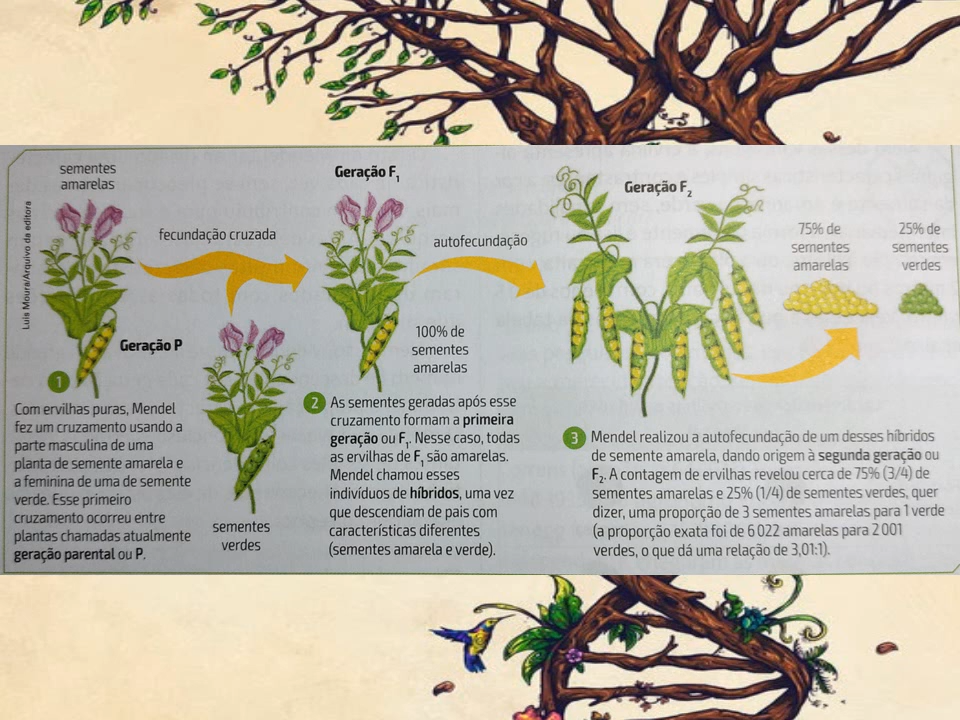 sementes
amarelas
Luis Moura/Arquivo da editora
fecundação cruzada
Geração F₁
autofecundação
Geração F₂
75% de
sementes
amarelas
25% de
sementes
verdes
Geração P
100% de
sementes
amarelas
sementes
verdes
1
Com ervilhas puras, Mendel
fez um cruzamento usando a
parte masculina de uma
planta de semente amarela e
a feminina de uma de semente
verde. Esse primeiro
cruzamento ocorreu entre
plantas chamadas atualmente
geração parental ou P.
2 As sementes geradas após esse
cruzamento formam a primeira
geração ou F₁. Nesse caso, todas
as ervilhas de F₁ são amarelas.
Mendel chamou esses
indivíduos de híbridos, uma vez
que descendiam de pais com
características diferentes
(sementes amarela e verde).
3 Mendel realizou a autofecundação de um desses híbridos
de semente amarela, dando origem à segunda geração ou
F₂. A contagem de ervilhas revelou cerca de 75% (3/4) de
sementes amarelas e 25% (1/4) de sementes verdes, quer
dizer, uma proporção de 3 sementes amarelas para 1 verde
(a proporção exata foi de 6 022 amarelas para 2 001
verdes, o que dá uma relação de 3,01:1).